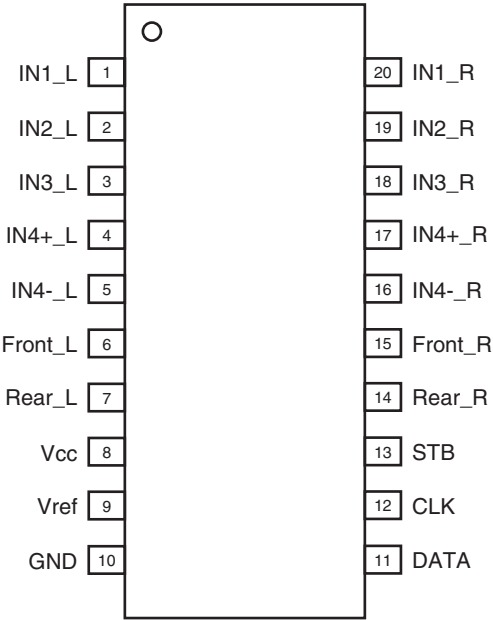 IN1_L 1 20 IN1_R
IN2_L 2 19 IN2_R
IN3_L 3 18 IN3_R
IN4+_L 4 17 IN4+_R
IN4-_L 5 16 IN4-_R
Front_L 6 15 Front_R
Rear_L 7 14 Rear_R
Vcc 8 13 STB
Vref 9 12 CLK
GND 10 11 DATA